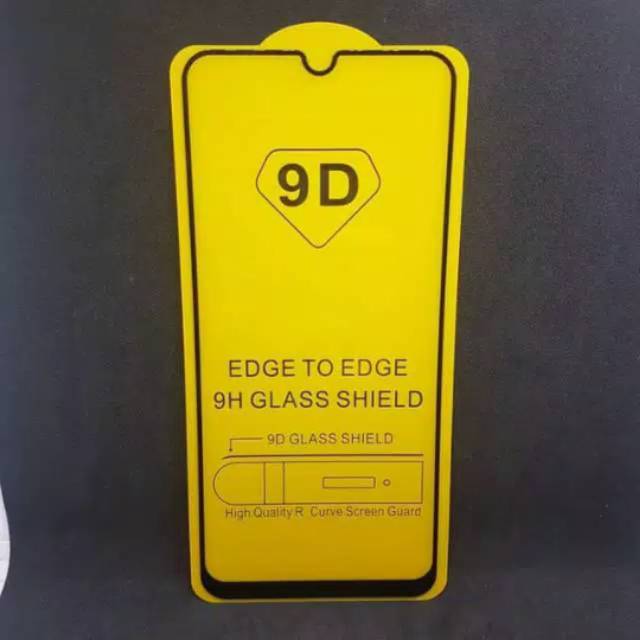 9D
EDGE TO EDGE
9H GLASS SHIELD
9D GLASS SHIELD
High Quality R Curve Screen Guard